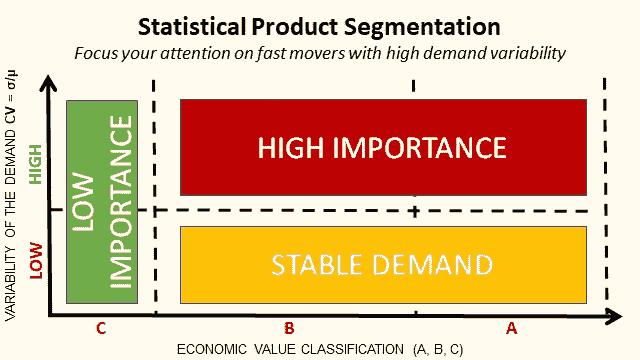 Statistical Product Segmentation
Focus your attention on fast movers with high demand variability
VARIABILITY OF THE DEMAND CV = σ/μ
HIGH
LOW
LOW
IMPORTANCE
HIGH IMPORTANCE
STABLE DEMAND
C
B
A
ECONOMIC VALUE CLASSIFICATION (A, B, C)